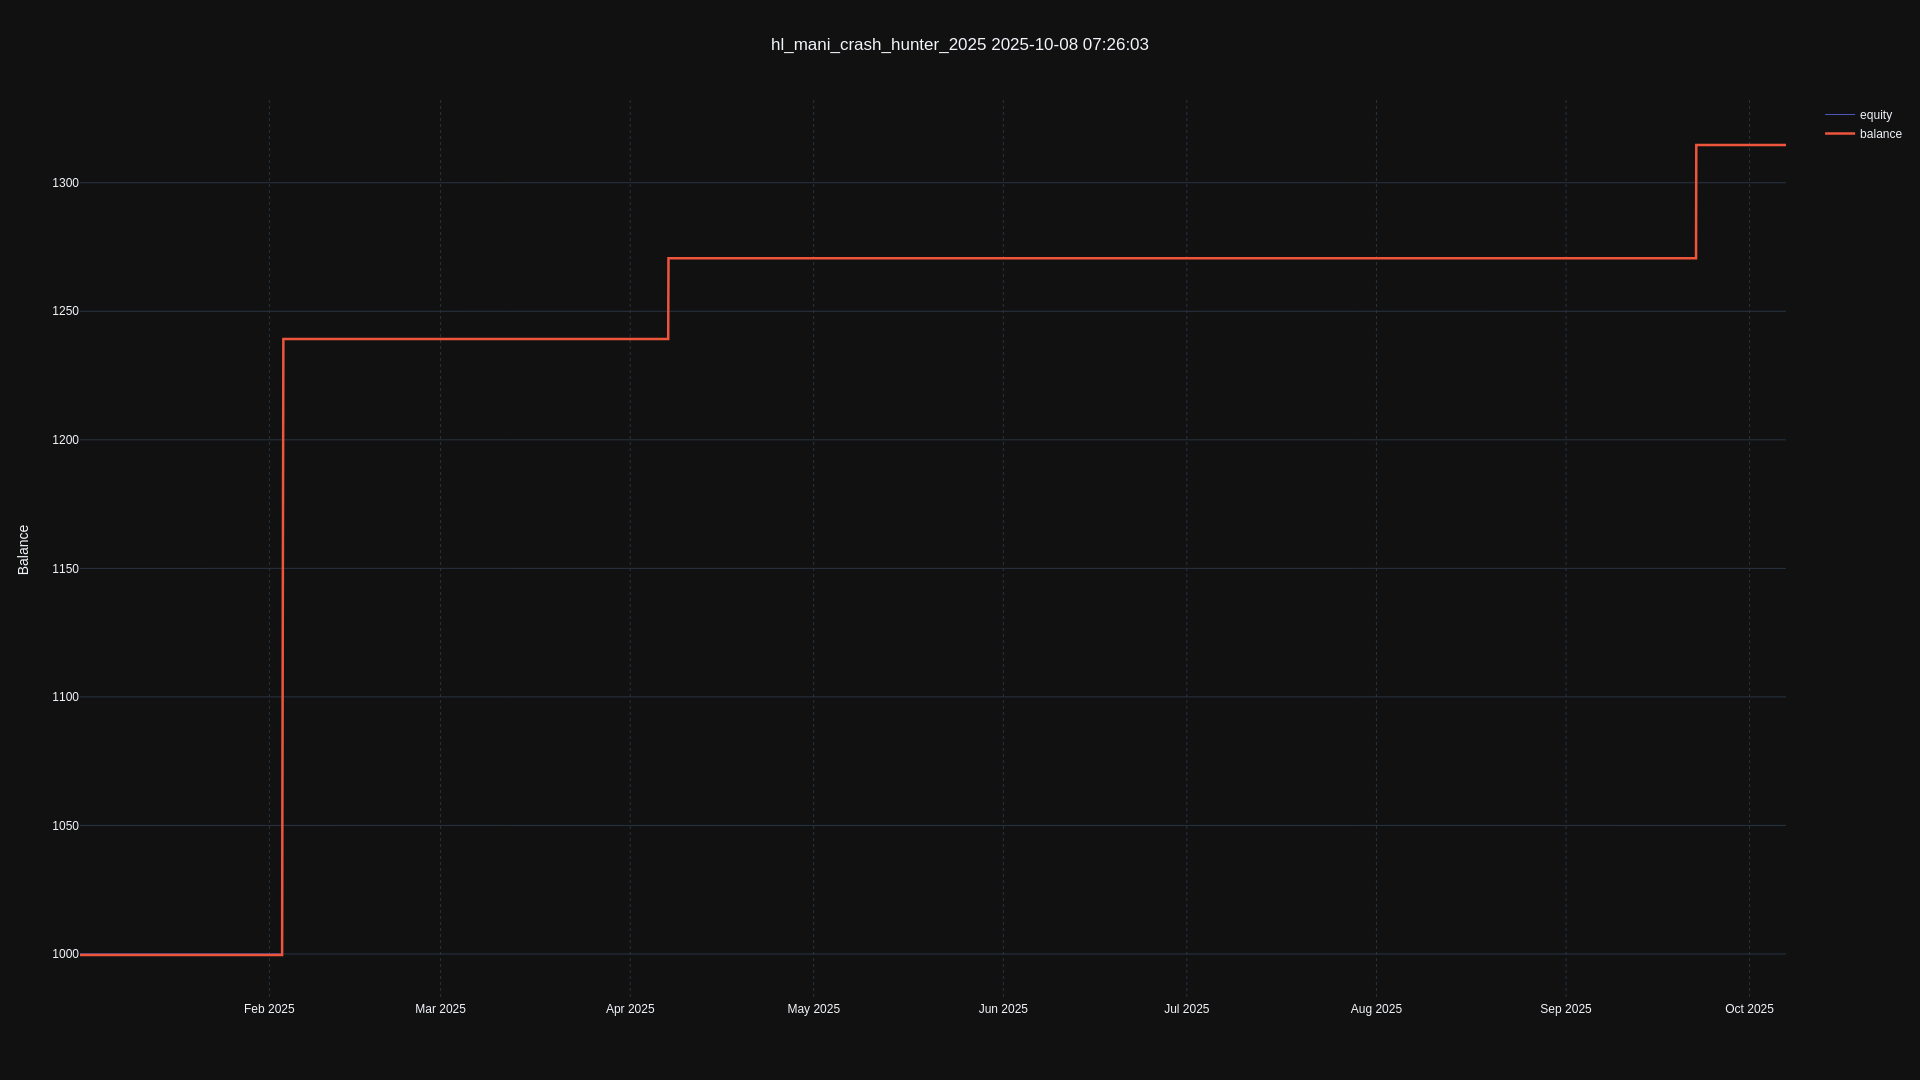 hl_mani_crash_hunter_2025 2025-10-08 07:26:03
equity
balance
1300
1250
1200
1150
1100
1050
1000
Balance
Feb 2025
Mar 2025
Apr 2025
May 2025
Jun 2025
Jul 2025
Aug 2025
Sep 2025
Oct 2025